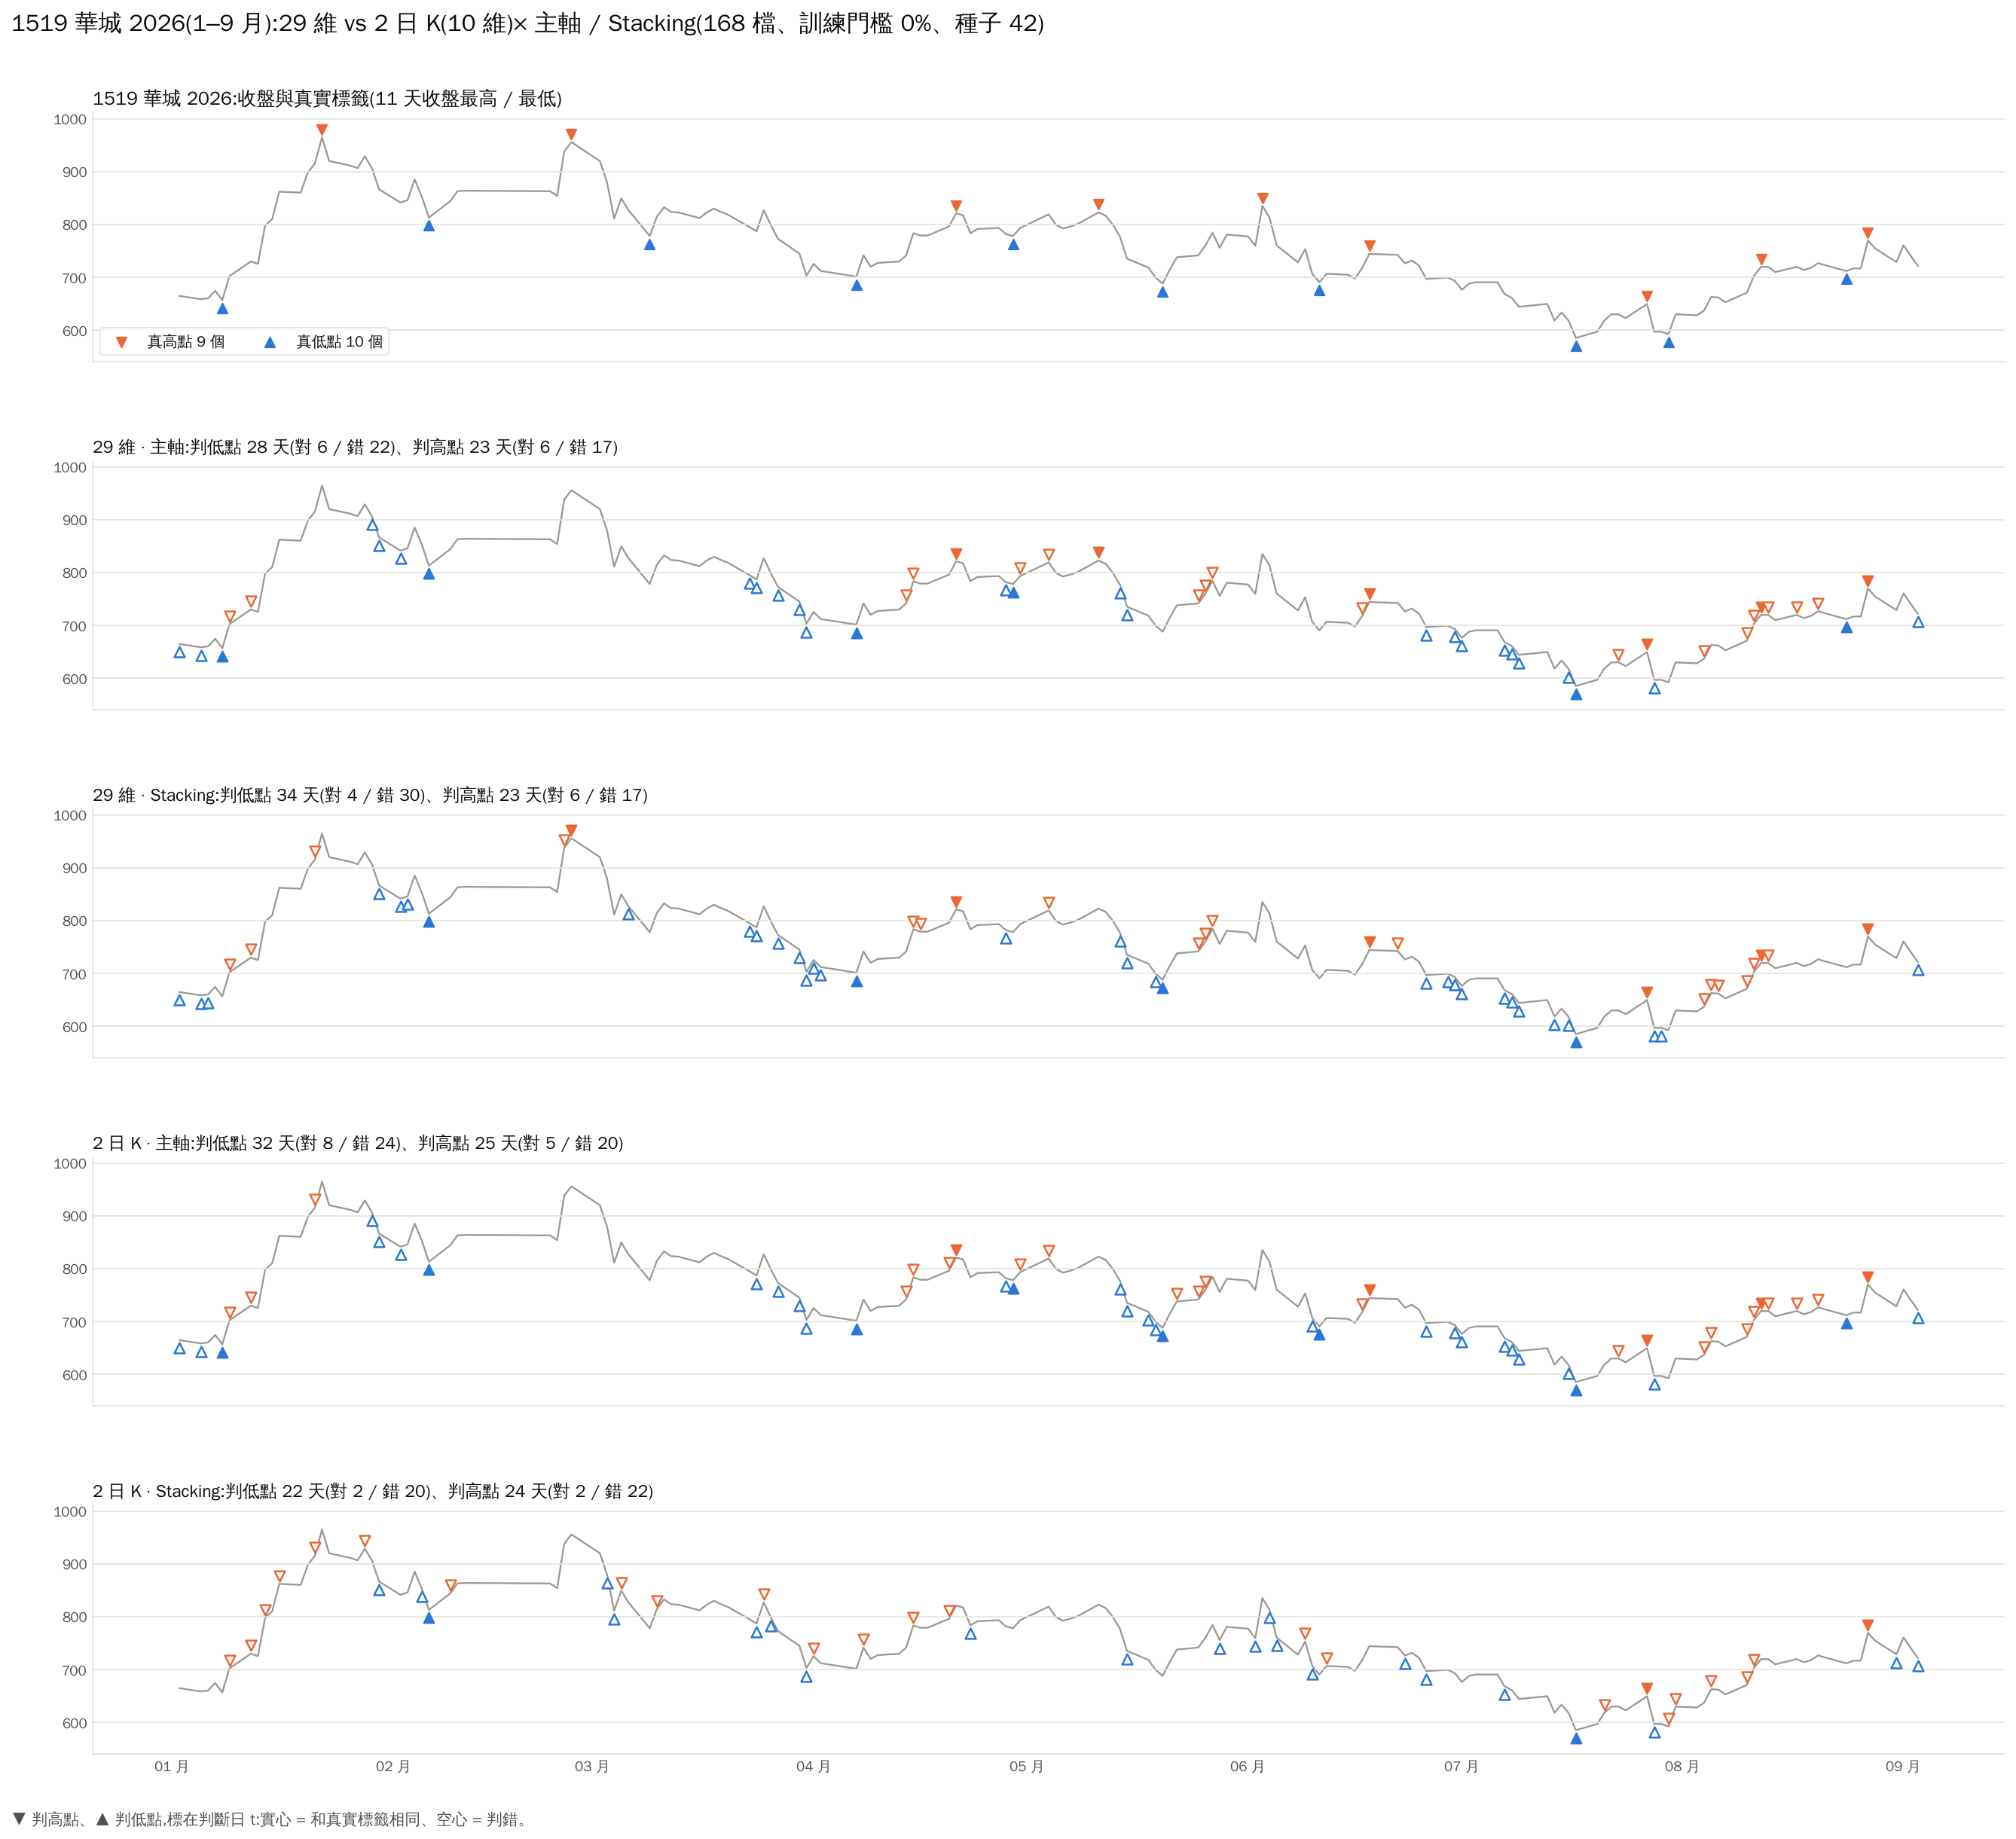 1519 華城 2026(1–9 月):29 維 vs 2 日 K(10 維)× 主軸 / Stacking(168 檔、訓練門檻 0%、種子 42)
1519 華城 2026:收盤與真實標籤(11 天收盤最高 / 最低)
1000
900
800
700
600
真高點 9 個
真低點 10 個
29 維 · 主軸:判低點 28 天(對 6 / 錯 22)、判高點 23 天(對 6 / 錯 17)
1000
900
800
700
600
29 維 · Stacking:判低點 34 天(對 4 / 錯 30)、判高點 23 天(對 6 / 錯 17)
1000
900
800
700
600
2 日 K · 主軸:判低點 32 天(對 8 / 錯 24)、判高點 25 天(對 5 / 錯 20)
1000
900
800
700
600
2 日 K · Stacking:判低點 22 天(對 2 / 錯 20)、判高點 24 天(對 2 / 錯 22)
1000
900
800
700
600
01 月
02 月
03 月
04 月
05 月
06 月
07 月
08 月
09 月
▼ 判高點、▲ 判低點,標在判斷日 t:實心 = 和真實標籤相同、空心 = 判錯。